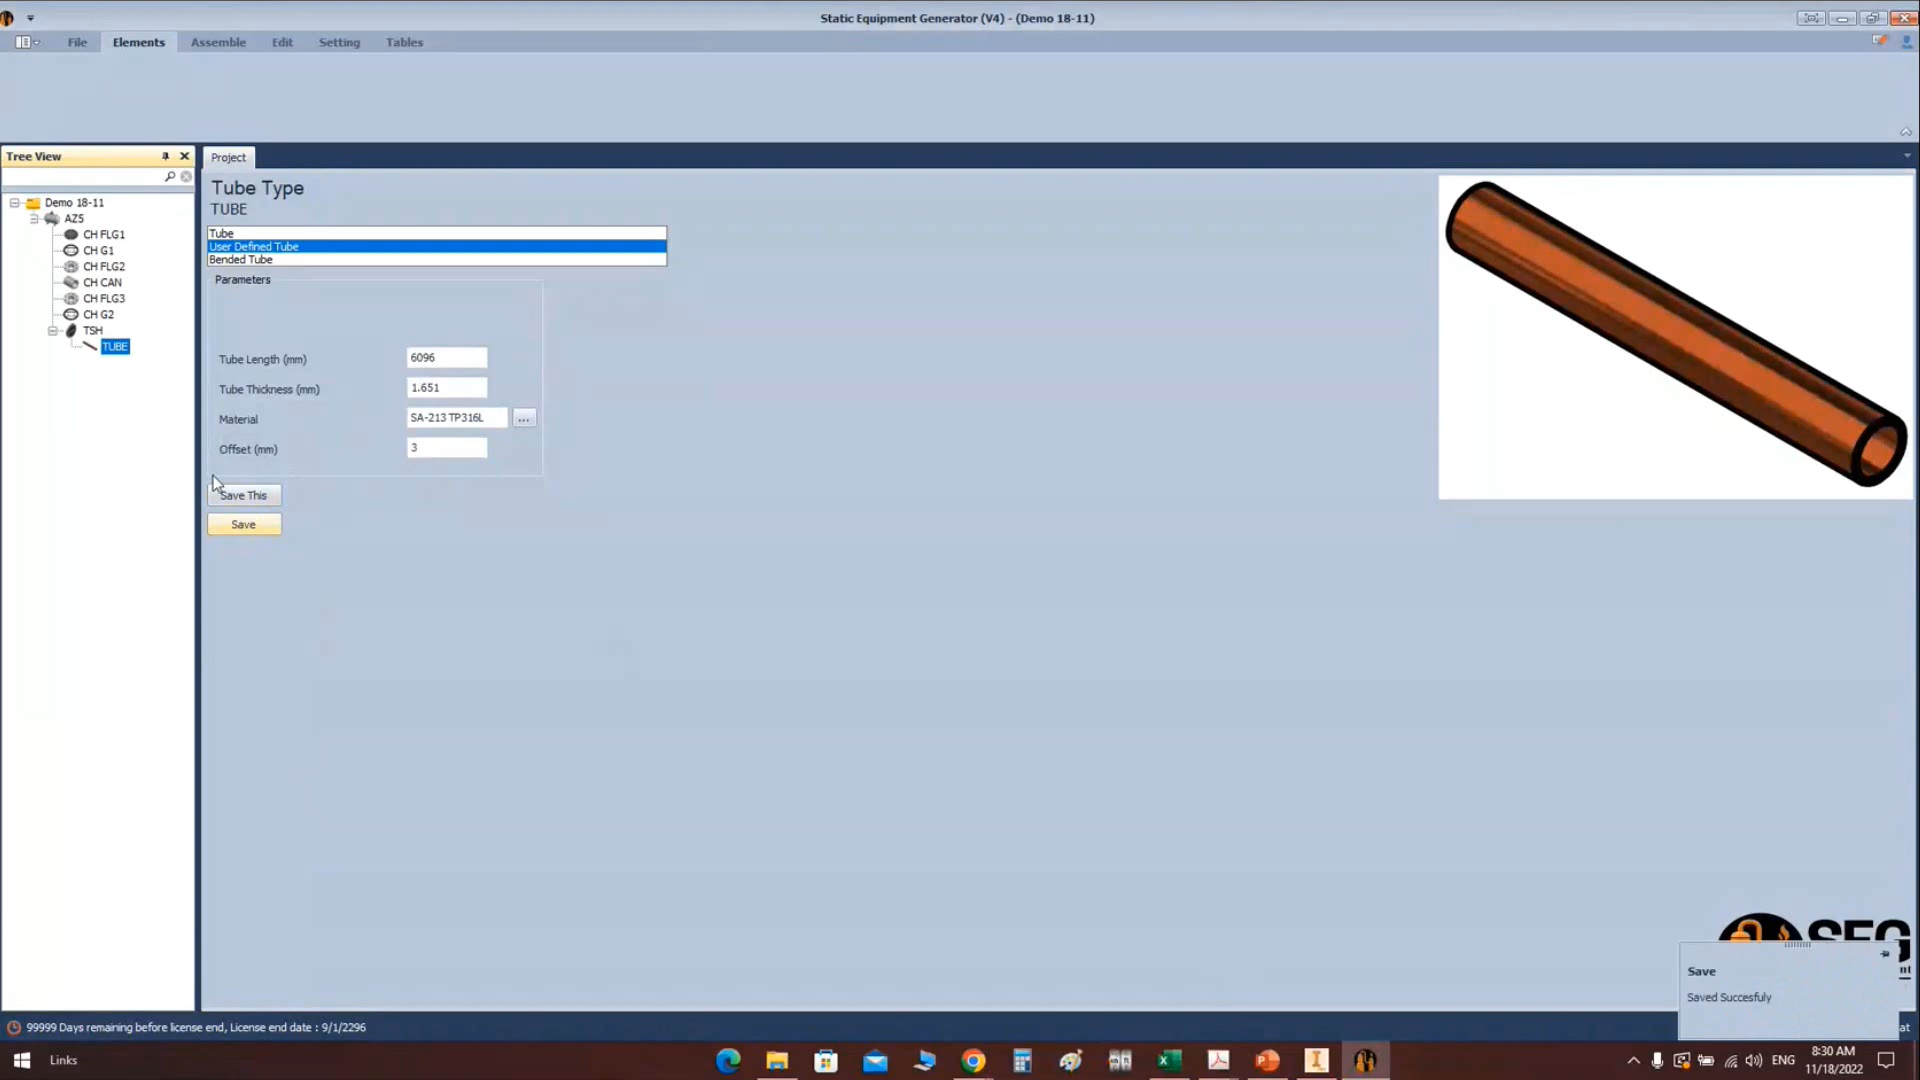 Static Equipment Generator (V4) - (Demo 18-11)
File Elements Assemble Edit Setting Tables
Tree View
Project
Tube Type
TUBE
Demo 18-11
AZ5
CH FLG1
CH G1
CH FLG2
CH CAN
CH FLG3
CH G2
TSH
TUBE
Tube
User Defined Tube
Bended Tube
Parameters
Tube Length (mm) 6096
Tube Thickness (mm) 1.651
Material SA-213 TP316L ...
Offset (mm) 3
Save This
Save
SEG
nt
Save
Saved Succesfuly
99999 Days remaining before license end, License end date : 9/1/2296
at
Links
ENG
8:30 AM
11/18/2022